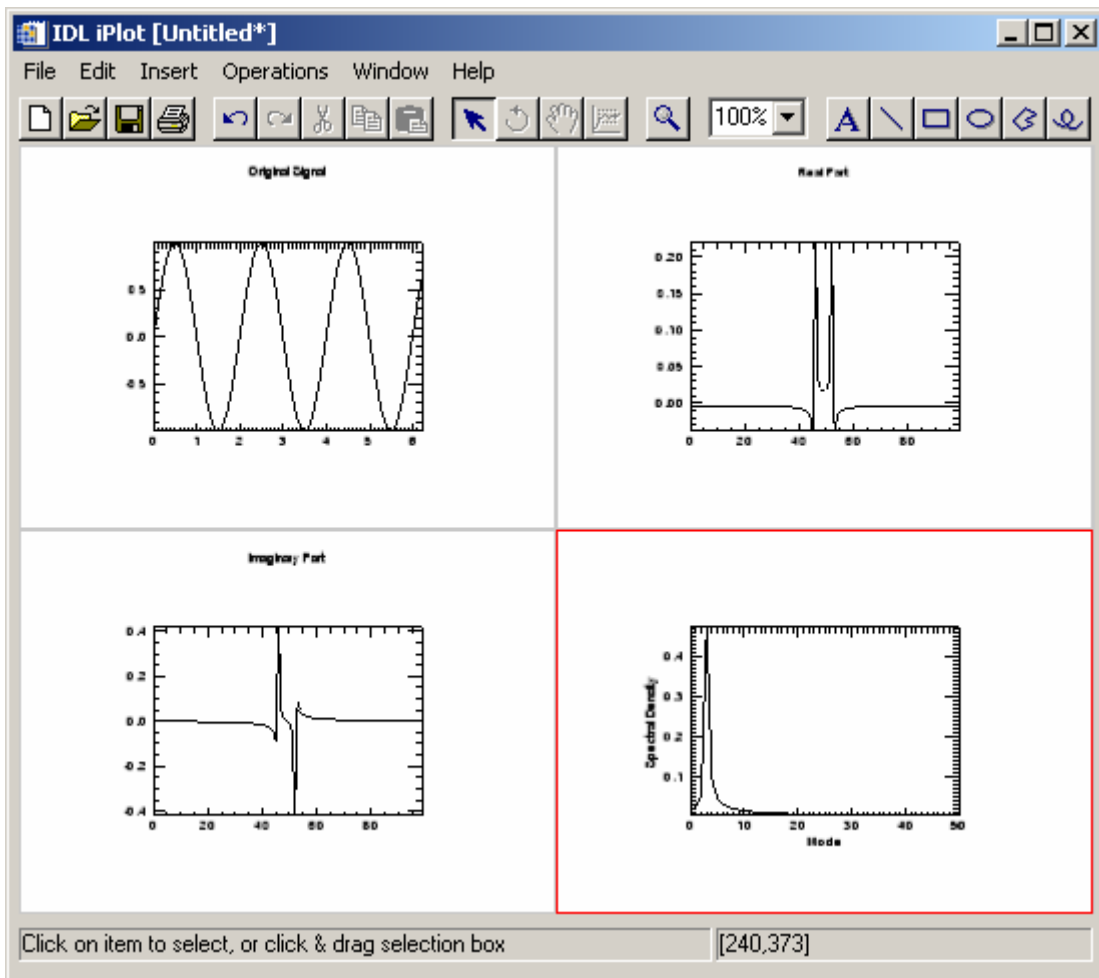 IDL iPlot [Untitled*]
File Edit Insert Operations Window Help
100%
A
Original Signal
0.5
0.0
-0.5
0 1 2 3 4 5 6
Real Part
0.20
0.15
0.10
0.05
0.00
0 20 40 60 80
Imaginary Part
0.4
0.2
0.0
-0.2
-0.4
0 20 40 60 80
Spectral Density
0.4
0.3
0.2
0.1
0 10 20 30 40 50
Mode
Click on item to select, or click & drag selection box [240,373]